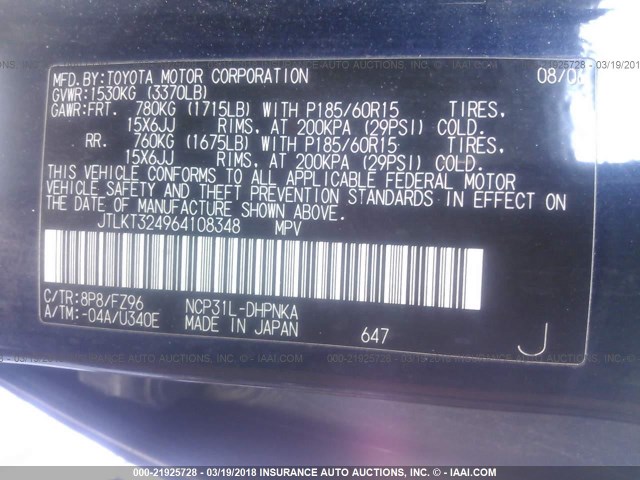 MFD.BY:TOYOTA MOTOR CORPORATION 08/0
GVWR:1530KG (3370LB)
GAWR:FRT. 780KG (1715LB) WITH P185/60R15 TIRES,
15X6JJ RIMS, AT 200KPA (29PSI) COLD.
RR. 760KG (1675LB) WITH P185/60R15 TIRES,
15X6JJ RIMS, AT 200KPA (29PSI) COLD.
THIS VEHICLE CONFORMS TO ALL APPLICABLE FEDERAL MOTOR
VEHICLE SAFETY AND THEFT PREVENTION STANDARDS IN EFFECT ON
THE DATE OF MANUFACTURE SHOWN ABOVE.
JTLKT324964108348 MPV
C/TR:8P8/FZ96 NCP31L-DHPNKA
A/TM:-04A/U340E MADE IN JAPAN 647 J
000-21925728 - 03/19/2018 INSURANCE AUTO AUCTIONS, INC. - © - IAAI.COM